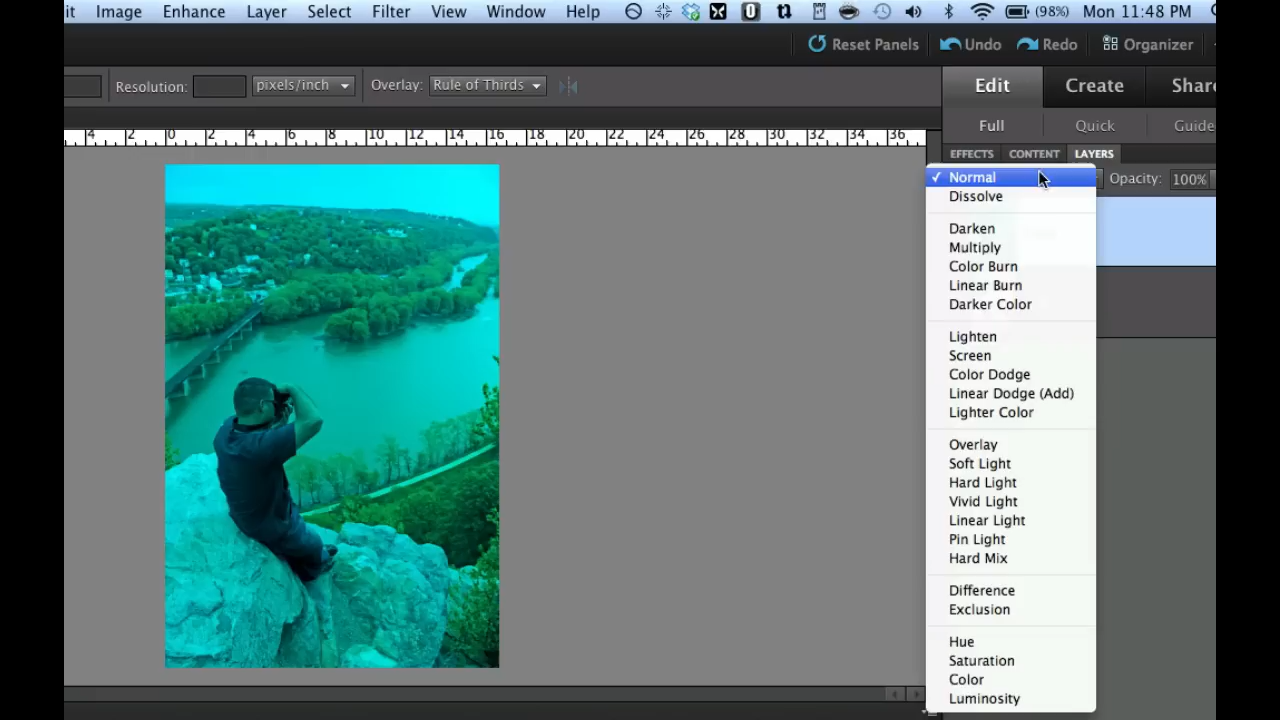 it Image Enhance Layer Select Filter View Window Help (98%) Mon 11:48 PM
Reset Panels Undo Redo Organizer
Resolution: pixels/inch Overlay: Rule of Thirds
Edit Create Share
Full Quick Guide
4 2 0 2 4 6 8 10 12 14 16 18 20 22 24 26 28 30 32 34 36
EFFECTS CONTENT LAYERS
✓ Normal Opacity: 100%
Dissolve
Darken
Multiply
Color Burn
Linear Burn
Darker Color
Lighten
Screen
Color Dodge
Linear Dodge (Add)
Lighter Color
Overlay
Soft Light
Hard Light
Vivid Light
Linear Light
Pin Light
Hard Mix
Difference
Exclusion
Hue
Saturation
Color
Luminosity